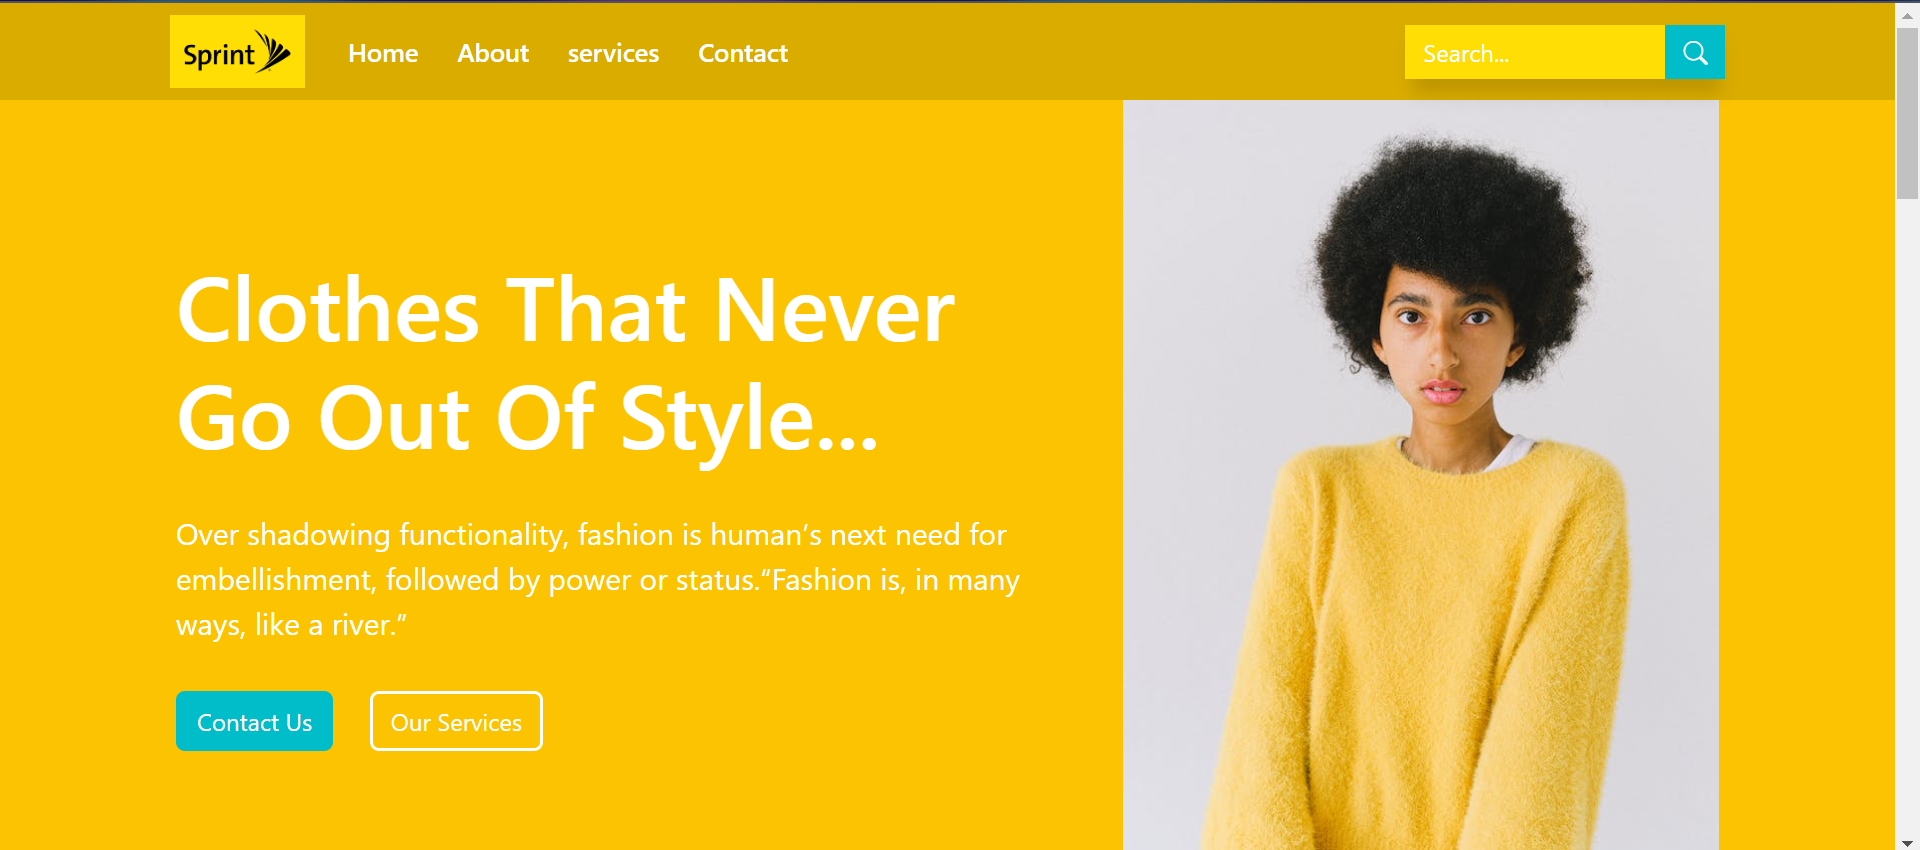 Sprint
Home
About
services
Contact
Search...
Clothes That Never
Go Out Of Style...
Over shadowing functionality, fashion is human’s next need for
embellishment, followed by power or status.“Fashion is, in many
ways, like a river.”
Contact Us
Our Services